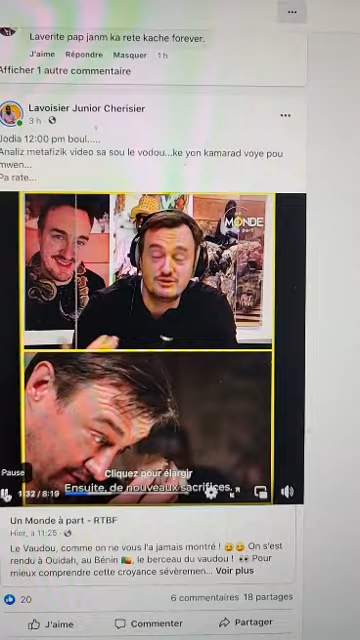 Laverite pap janm ka rete kache forever.
J'aime Répondre Masquer 1 h
Afficher 1 autre commentaire
Lavoisier Junior Cherisier
3 h
Jodia 12:00 pm boul.....
Analiz metafizik video sa sou le vodou...ke yon kamarad voye pou
mwen...
Pa rate...
MONDE
à part
Cliquez pour élargir
Pause
1:32 / 8:19
Ensuite, de nouveaux sacrifices.
Un Monde à part - RTBF
Hier, à 11:25
Le Vaudou, comme on ne vous l'a jamais montré ! 😄😄 On s'est
rendu à Ouidah, au Bénin 🇧🇯, le berceau du vaudou ! 👀 Pour
mieux comprendre cette croyance sévèremen... Voir plus
20
6 commentaires 18 partages
J'aime Commenter Partager